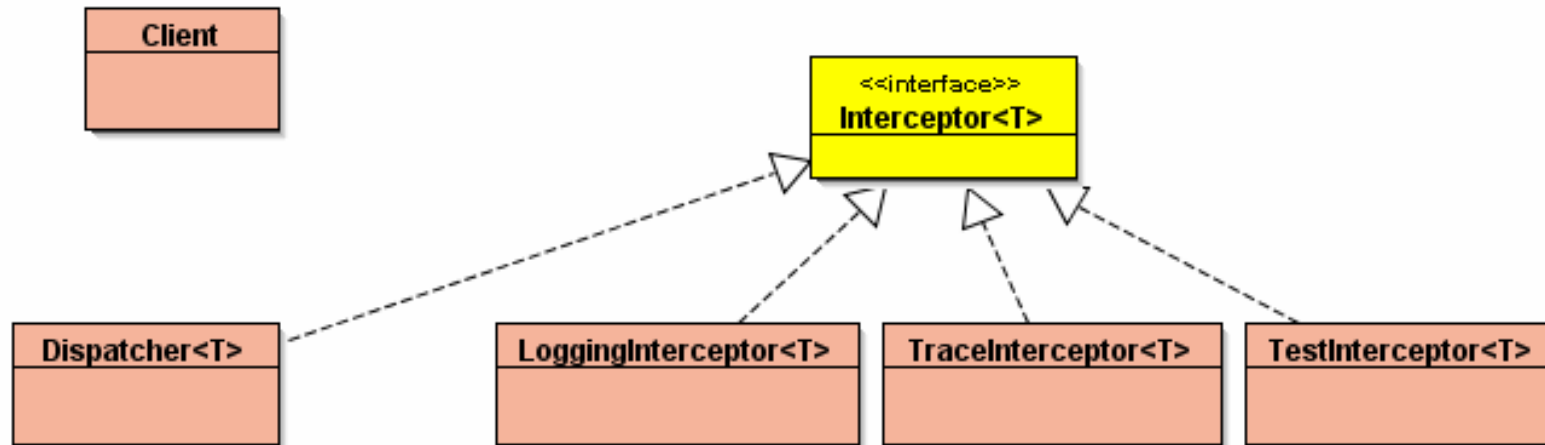 Client
<<interface>>
Interceptor<T>
Dispatcher<T>
LoggingInterceptor<T>
TraceInterceptor<T>
TestInterceptor<T>